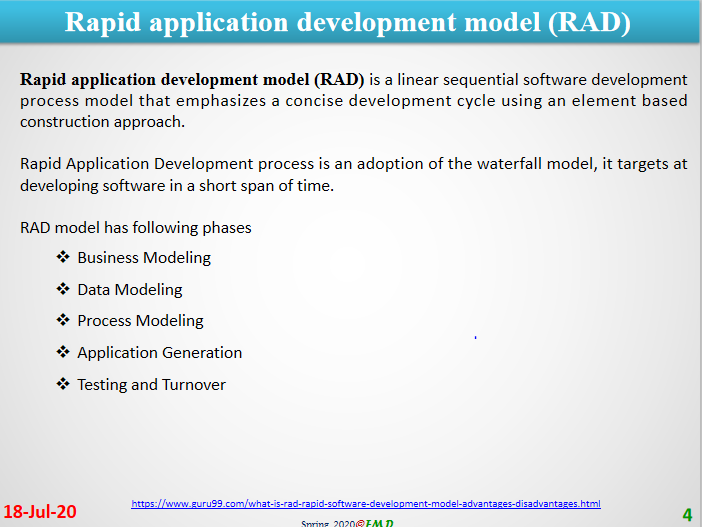 Rapid application development model (RAD)
Rapid application development model (RAD) is a linear sequential software development
process model that emphasizes a concise development cycle using an element based
construction approach.
Rapid Application Development process is an adoption of the waterfall model, it targets at
developing software in a short span of time.
RAD model has following phases
❖ Business Modeling
❖ Data Modeling
❖ Process Modeling
❖ Application Generation
❖ Testing and Turnover
https://www.guru99.com/what-is-rad-rapid-software-development-model-advantages-disadvantages.html
18-Jul-20
Spring_2020@FMD
4